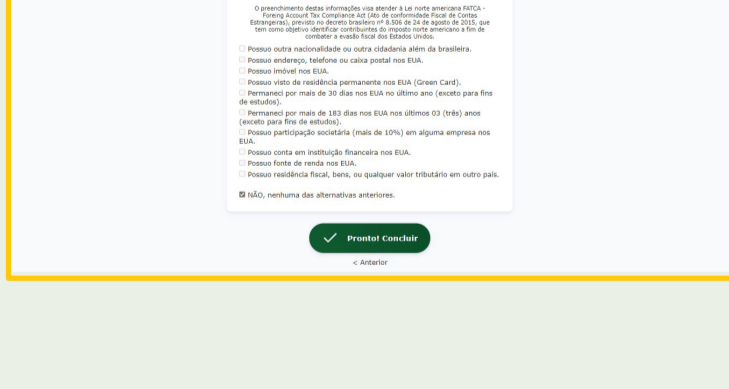 O preenchimento destas informações visa atender à Lei norte americana FATCA -
Foreing Account Tax Compliance Act (Ato de conformidade Fiscal de Contas
Estrangeiras), previsto no decreto brasileiro nº 8.506 de 24 de agosto de 2015, que
tem como objetivo identificar contribuintes do imposto norte americano a fim de
combater a evasão fiscal dos Estados Unidos.
Possuo outra nacionalidade ou outra cidadania além da brasileira.
Possuo endereço, telefone ou caixa postal nos EUA.
Possuo imóvel nos EUA.
Possuo visto de residência permanente nos EUA (Green Card).
Permaneci por mais de 30 dias nos EUA no último ano (exceto para fins
de estudos).
Permaneci por mais de 183 dias nos EUA nos últimos 03 (três) anos
(exceto para fins de estudos).
Possuo participação societária (mais de 10%) em alguma empresa nos
EUA.
Possuo conta em instituição financeira nos EUA.
Possuo fonte de renda nos EUA.
Possuo residência fiscal, bens, ou qualquer valor tributário em outro país.
NÃO, nenhuma das alternativas anteriores.
Pronto! Concluir
< Anterior